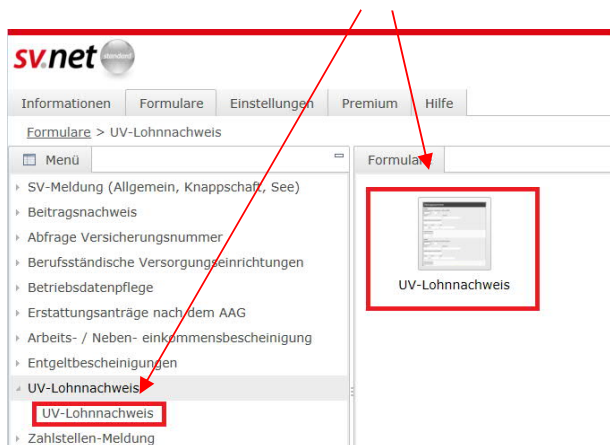 sv.net standard
Informationen Formulare Einstellungen Premium Hilfe
Formulare > UV-Lohnnachweis
Menü
SV-Meldung (Allgemein, Knappschaft, See)
Beitragsnachweis
Abfrage Versicherungsnummer
Berufsständische Versorgungseinrichtungen
Betriebsdatenpflege
Erstattungsanträge nach dem AAG
Arbeits- / Neben- einkommensbescheinigung
Entgeltbescheinigungen
UV-Lohnnachweis
UV-Lohnnachweis
Zahlstellen-Meldung
Formulare
UV-Lohnnachweis